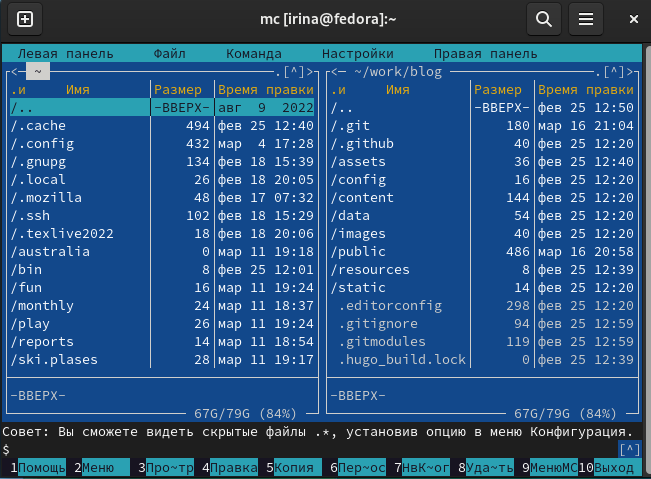 mc [irina@fedora]:~
Левая панель Файл Команда Настройки Правая панель
<─ ~ .[^]> <─ ~/work/blog .[^]>
.и Имя Размер Время правки .и Имя Размер Время правки
/.. -ВВЕРХ- авг 9 2022 /.. -ВВЕРХ- фев 25 12:50
/.cache 494 фев 25 12:40 /.git 180 мар 16 21:04
/.config 432 мар 4 17:28 /.github 40 фев 25 12:20
/.gnupg 134 фев 18 15:39 /assets 36 фев 25 12:40
/.local 26 фев 18 20:05 /config 16 фев 25 12:20
/.mozilla 48 фев 17 07:32 /content 144 фев 25 12:20
/.ssh 102 фев 18 15:29 /data 54 фев 25 12:20
/.texlive2022 18 фев 18 20:06 /images 40 фев 25 12:20
/australia 0 мар 11 19:18 /public 486 мар 16 20:58
/bin 8 фев 25 12:01 /resources 8 фев 25 12:39
/fun 16 мар 11 19:24 /static 14 фев 25 12:20
/monthly 24 мар 11 18:37 .editorconfig 298 фев 25 12:20
/play 26 мар 11 19:24 .gitignore 94 фев 25 12:59
/reports 14 мар 11 18:54 .gitmodules 119 фев 25 12:59
/ski.plases 28 мар 11 19:17 .hugo_build.lock 0 фев 25 12:39
-ВВЕРХ- -ВВЕРХ-
67G/79G (84%) 67G/79G (84%)
Совет: Вы сможете видеть скрытые файлы .*, установив опцию в меню Конфигурация.
$ [^]
1Помощь 2Меню 3Про~тр 4Правка 5Копия 6Пер~ос 7НвК~ог 8Уда~ть 9МенюMC 10Выход